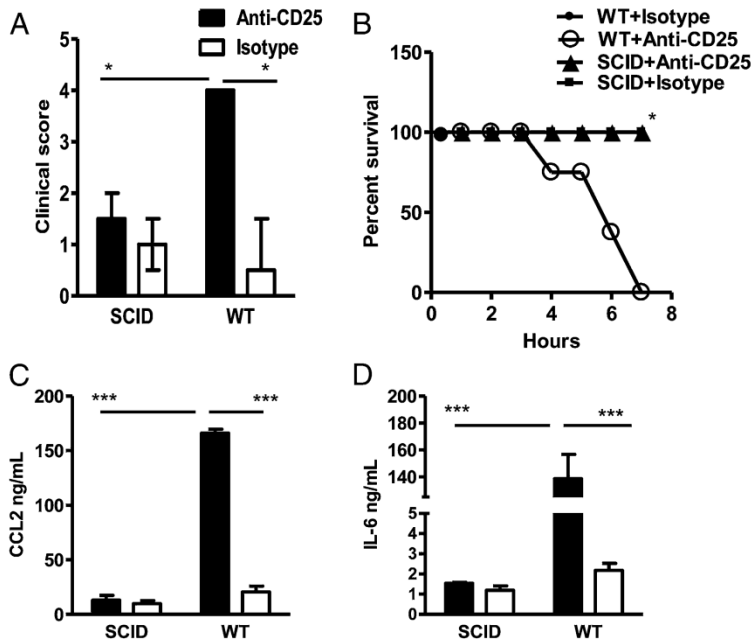 A
Anti-CD25
Isotype
* *
5
4
3
2
1
0
Clinical score
SCID WT
B
WT+Isotype
WT+Anti-CD25
SCID+Anti-CD25
SCID+Isotype
150
100
50
0
*
Percent survival
0 2 4 6 8
Hours
C
*** ***
200
150
100
50
0
CCL2 ng/mL
SCID WT
D
*** ***
200
180
160
140
5
4
3
2
1
0
IL-6 ng/mL
SCID WT